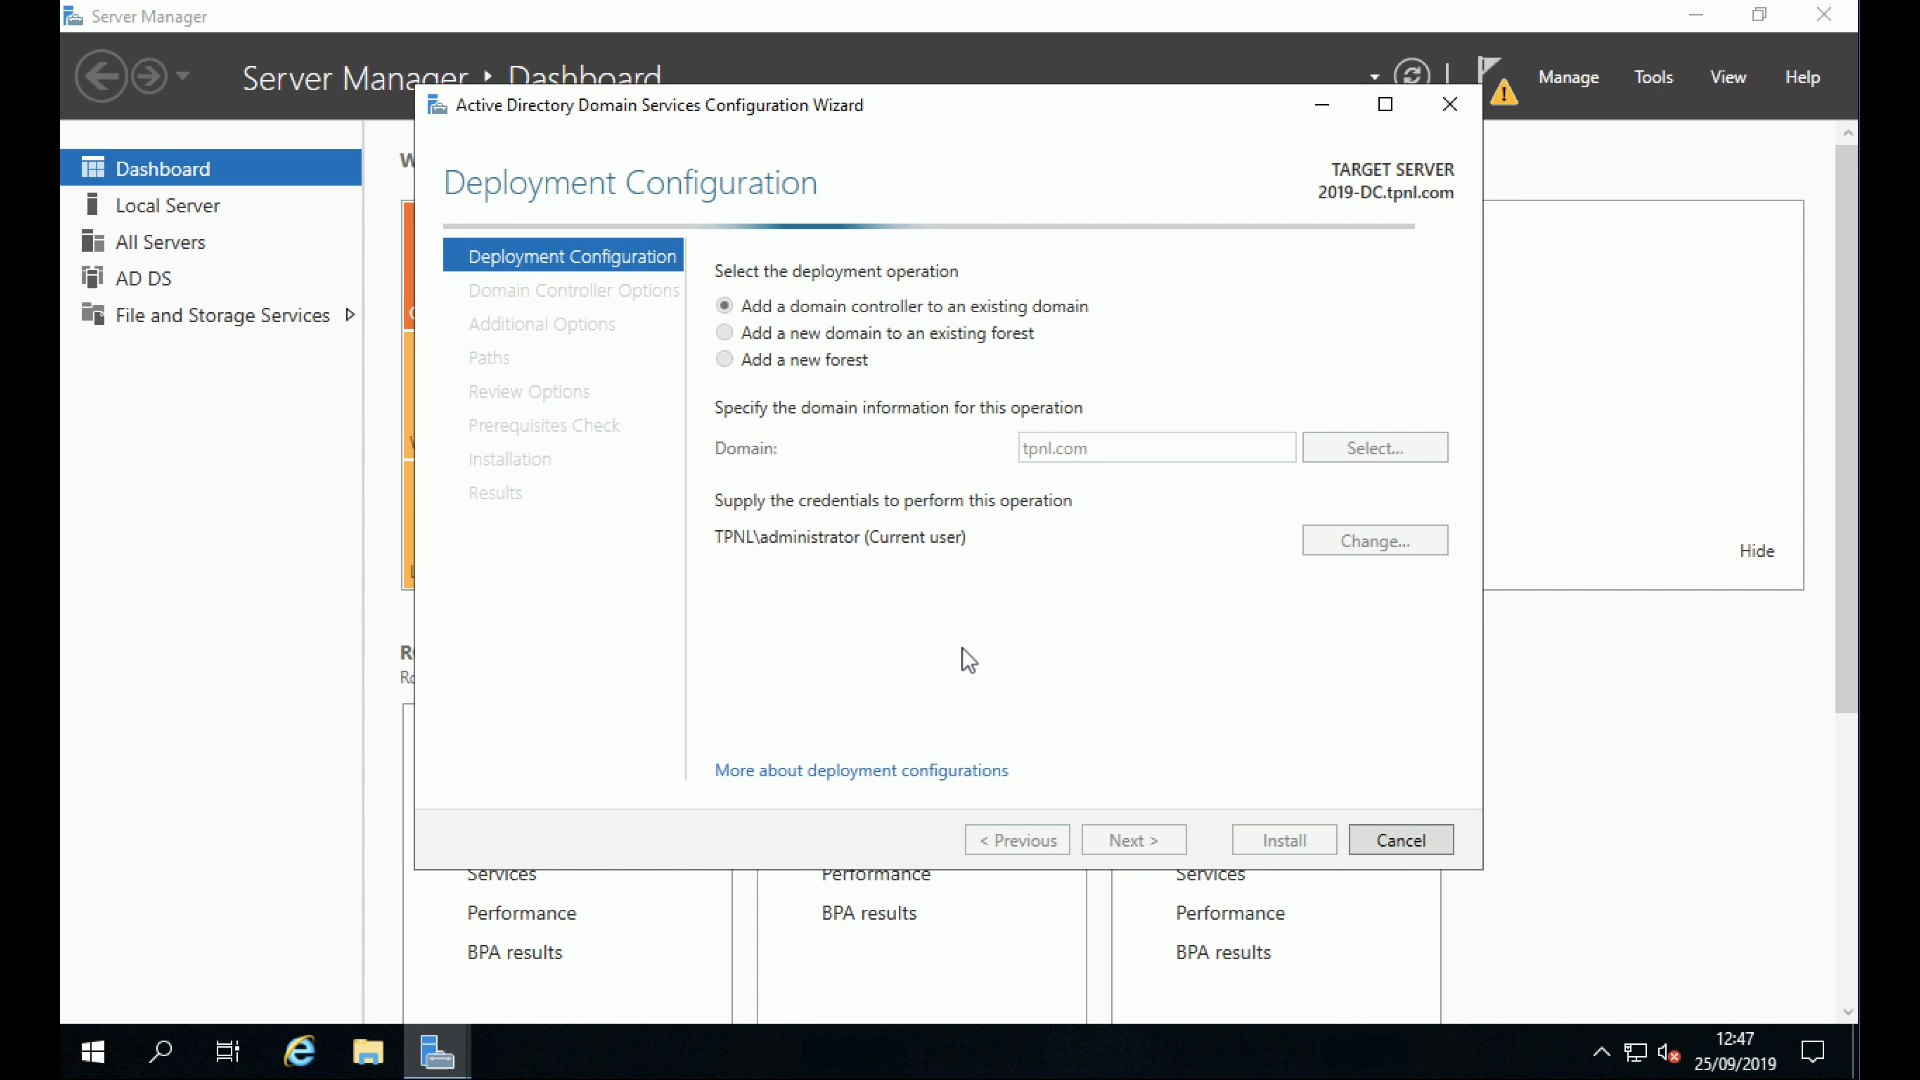 Server Manager
Server Manager ‣ Dashboard
Manage Tools View Help
Dashboard
Local Server
All Servers
AD DS
File and Storage Services
Active Directory Domain Services Configuration Wizard
Deployment Configuration
TARGET SERVER
2019-DC.tpnl.com
Deployment Configuration
Domain Controller Options
Additional Options
Paths
Review Options
Prerequisites Check
Installation
Results
Select the deployment operation
Add a domain controller to an existing domain
Add a new domain to an existing forest
Add a new forest
Specify the domain information for this operation
Domain:
tpnl.com
Select...
Supply the credentials to perform this operation
TPNL\administrator (Current user)
Change...
More about deployment configurations
< Previous
Next >
Install
Cancel
Hide
Services
Performance
BPA results
Performance
BPA results
Services
Performance
BPA results
12:47
25/09/2019